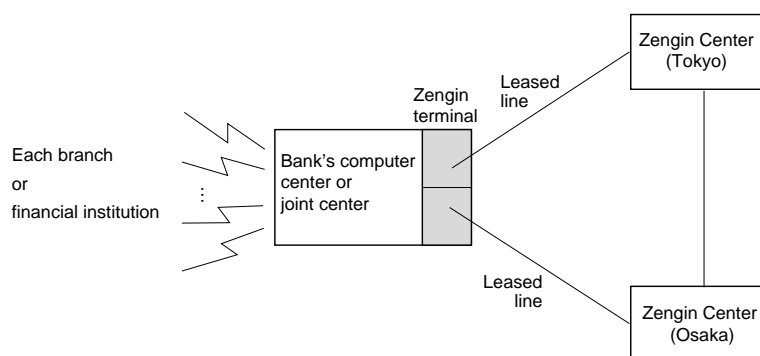 Zengin Center
(Tokyo)
Leased
line
Zengin
terminal
Each branch
or
financial institution
...
Bank's computer
center or
joint center
Leased
line
Zengin Center
(Osaka)